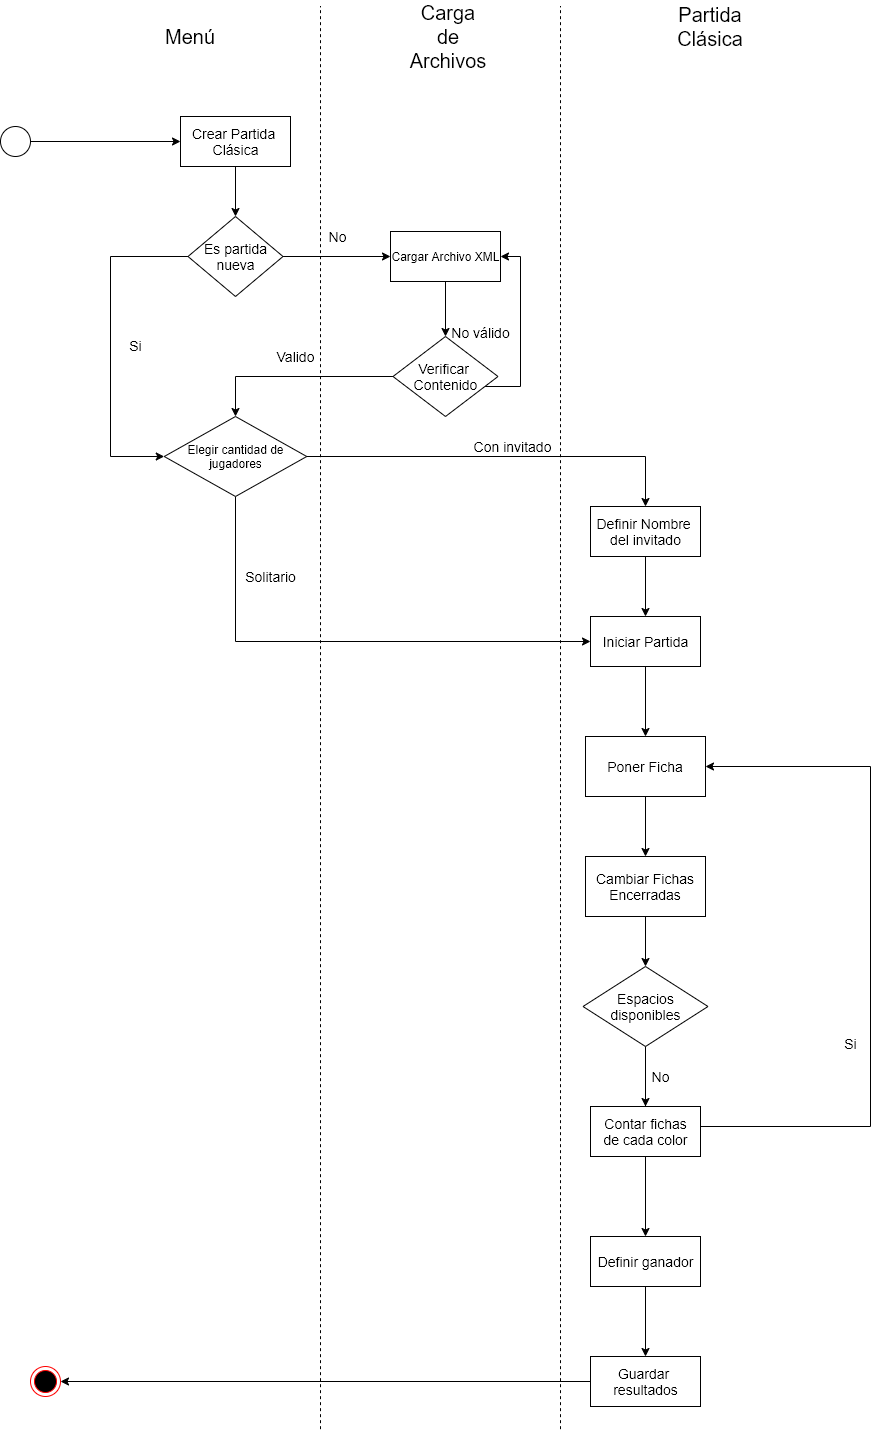 Menú
Carga
de
Archivos
Partida
Clásica
Crear Partida
Clásica
Es partida
nueva
No
Cargar Archivo XML
Si
No válido
Valido
Verificar
Contenido
Elegir cantidad de
jugadores
Con invitado
Definir Nombre
del invitado
Solitario
Iniciar Partida
Poner Ficha
Cambiar Fichas
Encerradas
Espacios
disponibles
Si
No
Contar fichas
de cada color
Definir ganador
Guardar
resultados